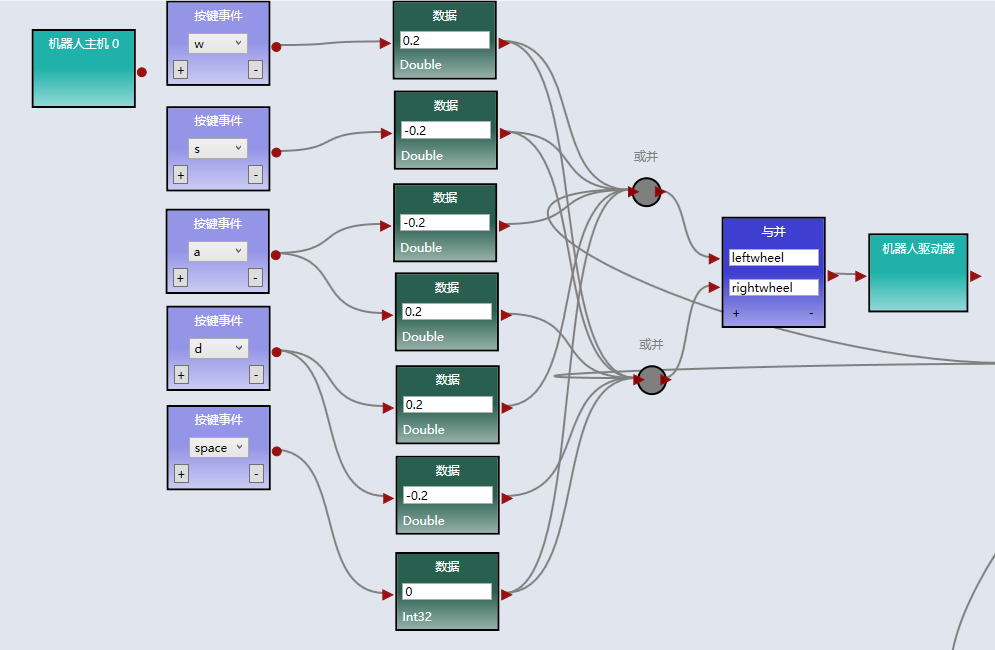 机器人主机 0
按键事件
w
+ -
按键事件
s
+ -
按键事件
a
+ -
按键事件
d
+ -
按键事件
space
+ -
数据
0.2
Double
数据
-0.2
Double
数据
-0.2
Double
数据
0.2
Double
数据
0.2
Double
数据
-0.2
Double
数据
0
Int32
或并
或并
与并
leftwheel
rightwheel
+ -
机器人驱动器